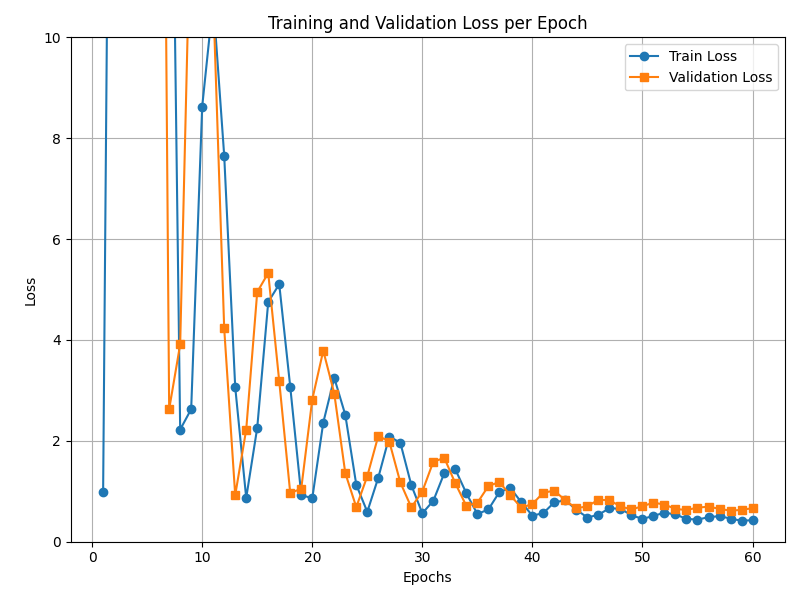 Training and Validation Loss per Epoch
Train Loss
Validation Loss
Loss
10
8
6
4
2
0
0 10 20 30 40 50 60
Epochs